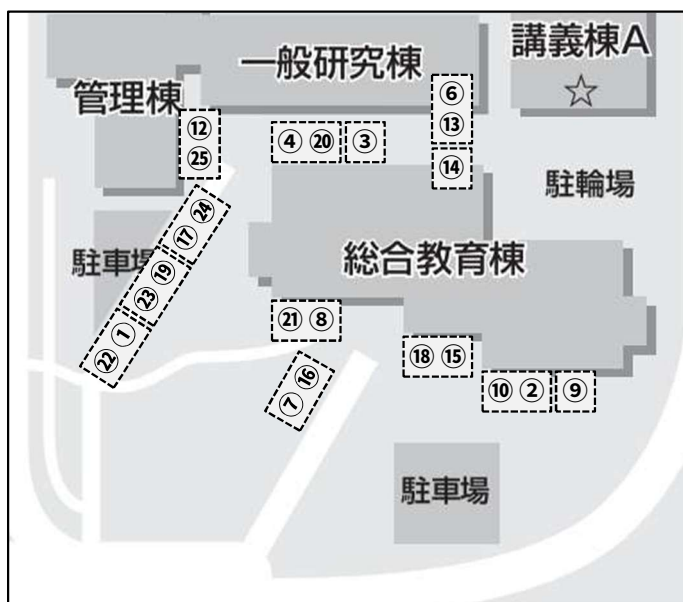 一般研究棟
講義棟A
☆
管理棟
⑫
㉕
④ ⑳
③
⑥
⑬
⑭
駐輪場
㉔
⑰
駐車場
⑲
㉓
①
㉒
総合教育棟
㉑ ⑧
⑯
⑦
⑱ ⑮
⑩ ②
⑨
駐車場